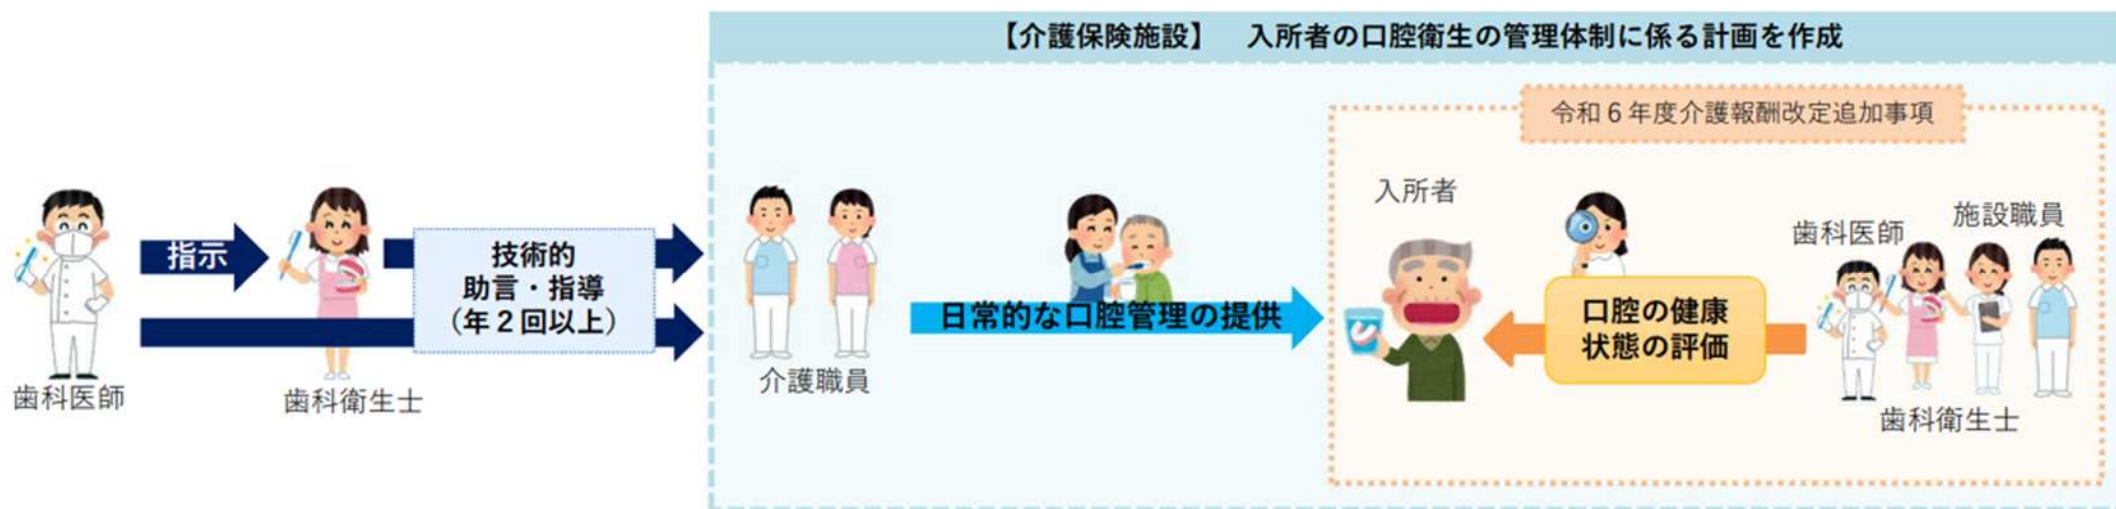 【介護保険施設】　入所者の口腔衛生の管理体制に係る計画を作成
令和６年度介護報酬改定追加事項
指示
技術的
助言・指導
（年２回以上）
歯科医師
歯科衛生士
介護職員
日常的な口腔管理の提供
入所者
口腔の健康
状態の評価
歯科医師
施設職員
歯科衛生士